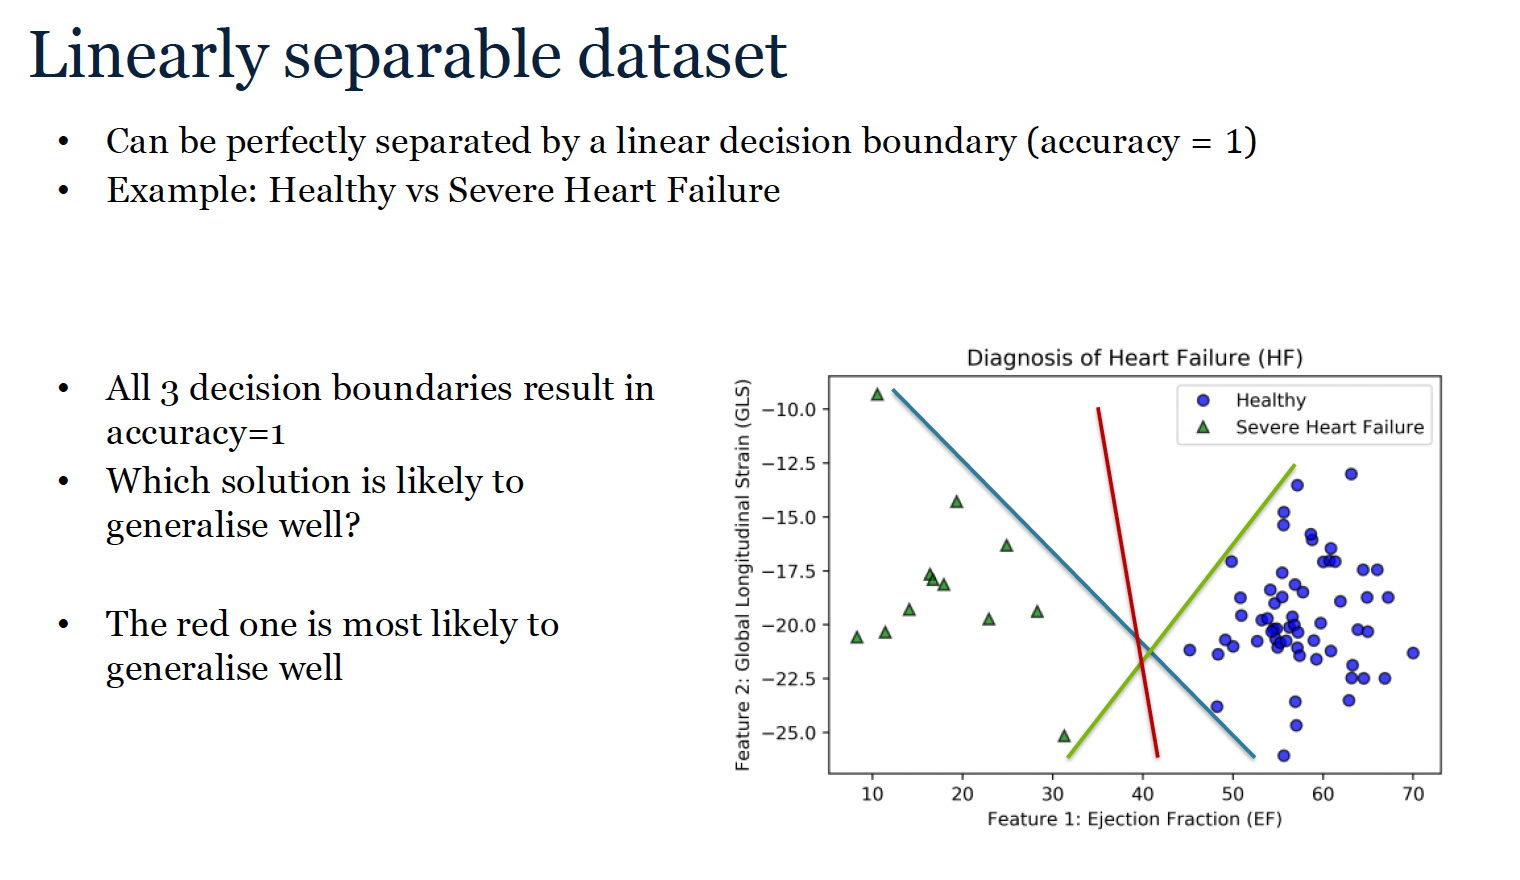 Linearly separable dataset
• Can be perfectly separated by a linear decision boundary (accuracy = 1)
• Example: Healthy vs Severe Heart Failure
• All 3 decision boundaries result in
accuracy=1
• Which solution is likely to
generalise well?
• The red one is most likely to
generalise well
Diagnosis of Heart Failure (HF)
Healthy
Severe Heart Failure
Feature 2: Global Longitudinal Strain (GLS)
−10.0
−12.5
−15.0
−17.5
−20.0
−22.5
−25.0
10 20 30 40 50 60 70
Feature 1: Ejection Fraction (EF)